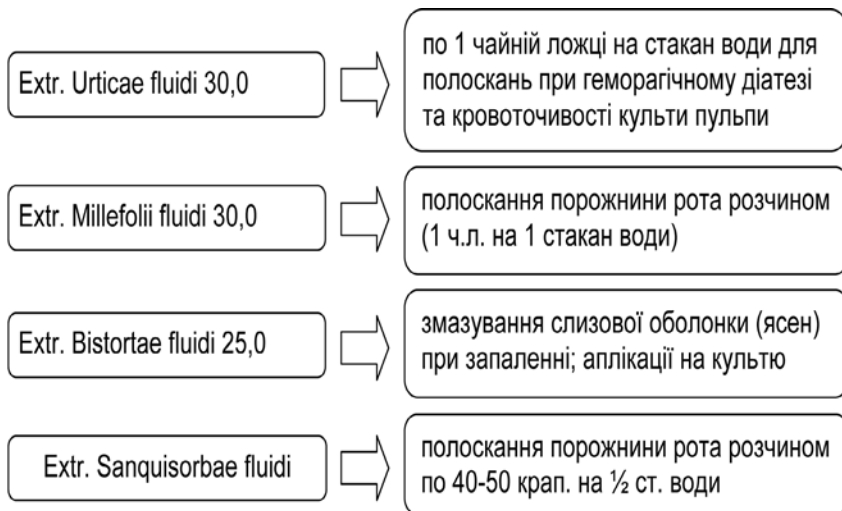 Extr. Urticae fluidi 30,0
по 1 чайній ложці на стакан води для
полоскань при геморагічному діатезі
та кровоточивості культи пульпи
Extr. Millefolii fluidi 30,0
полоскання порожнини рота розчином
(1 ч.л. на 1 стакан води)
Extr. Bistortae fluidi 25,0
змазування слизової оболонки (ясен)
при запаленні; аплікації на культю
Extr. Sanquisorbae fluidi
полоскання порожнини рота розчином
по 40-50 крап. на ½ ст. води